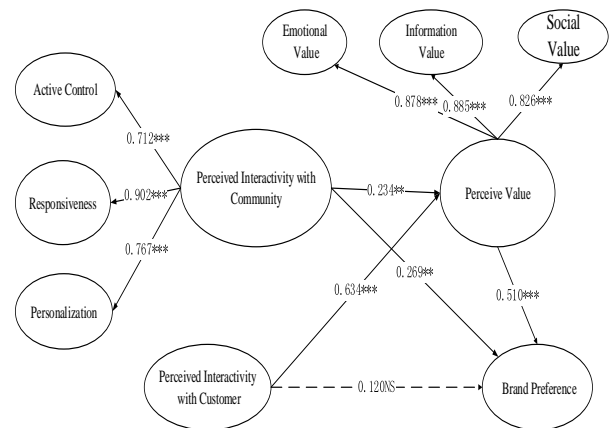 Emotional
Value
Information
Value
Social
Value
Active Control
0.878***
0.885***
0.826***
0.712***
Perceived Interactivity with
Community
Responsiveness
0.902***
0.234**
Perceive Value
0.767***
Personalization
0.634***
0.269**
0.510***
Perceived Interactivity
with Customer
0.120NS
Brand Preference